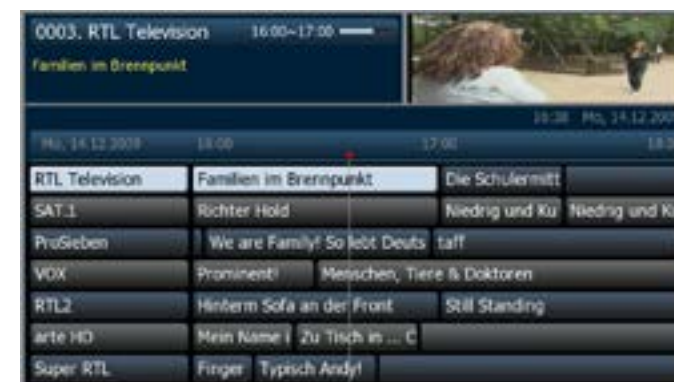 0003. RTL Television 16:00~17:00
Familien im Brennpunkt
16:38 Mo, 14.12.200
Mo, 14.12.2009 16:00 17:00 18:0
RTL Television Familien im Brennpunkt Die Schulermitt
SAT.1 Richter Hold Niedrig und Ku Niedrig und Ku
ProSieben We are Family! So lebt Deuts taff
VOX Prominent! Menschen, Tiere & Doktoren
RTL2 Hinterm Sofa an der Front Still Standing
arte HD Mein Name i Zu Tisch in ... C
Super RTL Finger Typisch Andy!